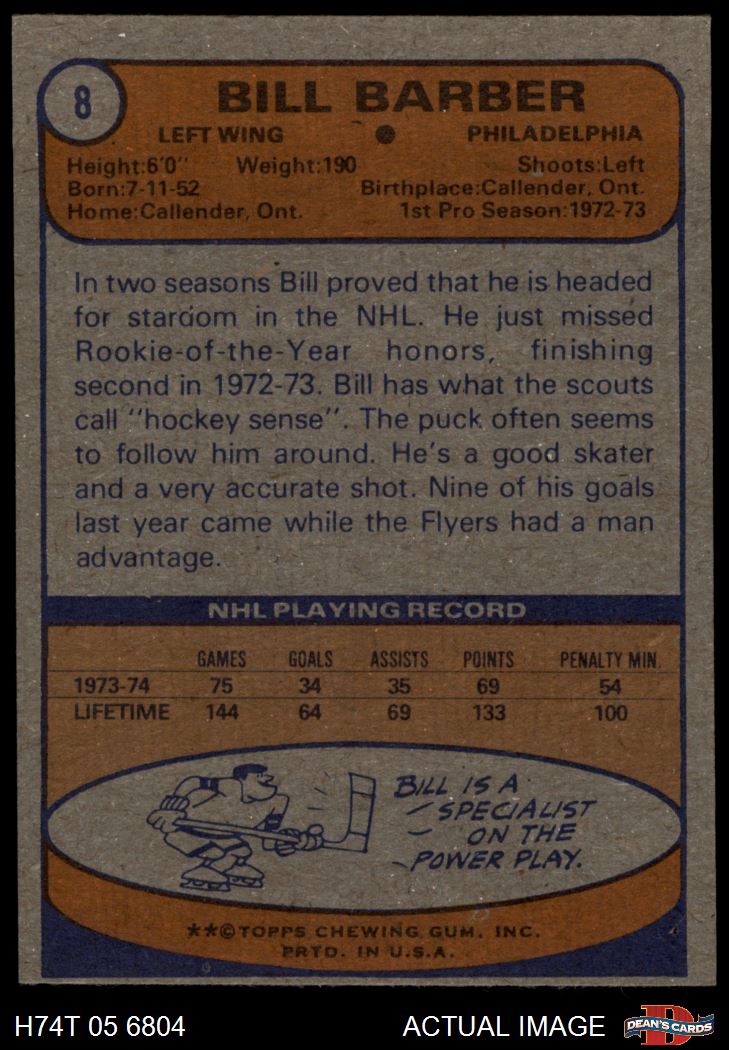 8
BILL BARBER
LEFT WING ● PHILADELPHIA
Height:6'0" Weight:190 Shoots:Left
Born:7-11-52 Birthplace:Callender, Ont.
Home:Callender, Ont. 1st Pro Season:1972-73
In two seasons Bill proved that he is headed
for stardom in the NHL. He just missed
Rookie-of-the-Year honors, finishing
second in 1972-73. Bill has what the scouts
call "hockey sense". The puck often seems
to follow him around. He's a good skater
and a very accurate shot. Nine of his goals
last year came while the Flyers had a man
advantage.
NHL PLAYING RECORD
GAMES GOALS ASSISTS POINTS PENALTY MIN.
1973-74 75 34 35 69 54
LIFETIME 144 64 69 133 100
BILL IS A
SPECIALIST
ON THE
POWER PLAY.
**©TOPPS CHEWING GUM, INC.
PRTD. IN U.S.A.
H74T 05 6804 ACTUAL IMAGE DEAN'S CARDS